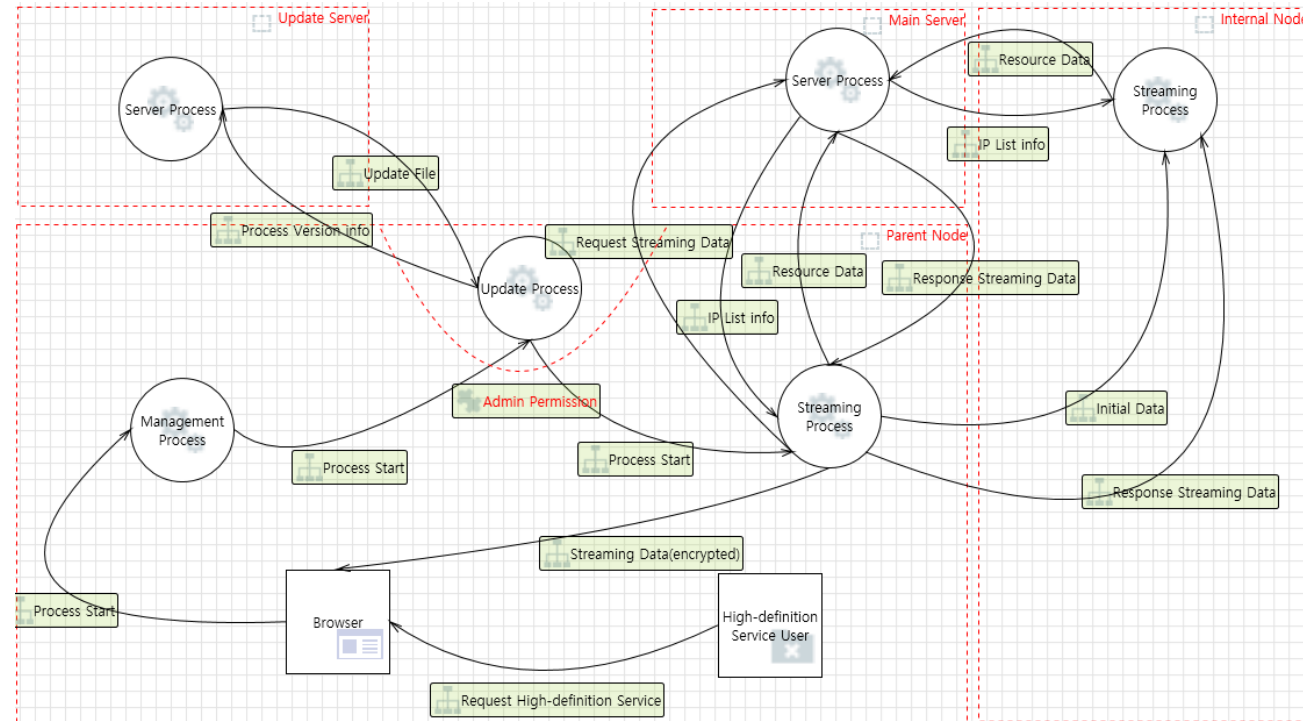 Update Server
Main Server
Internal Node
Server Process
Server Process
Resource Data
Streaming
Process
IP List info
Update File
Process Version info
Request Streaming Data
Parent Node
Resource Data
Response Streaming Data
Update Process
IP List info
Admin Permission
Streaming
Process
Initial Data
Management
Process
Process Start
Process Start
Response Streaming Data
Streaming Data(encrypted)
Process Start
Browser
High-definition
Service User
Request High-definition Service